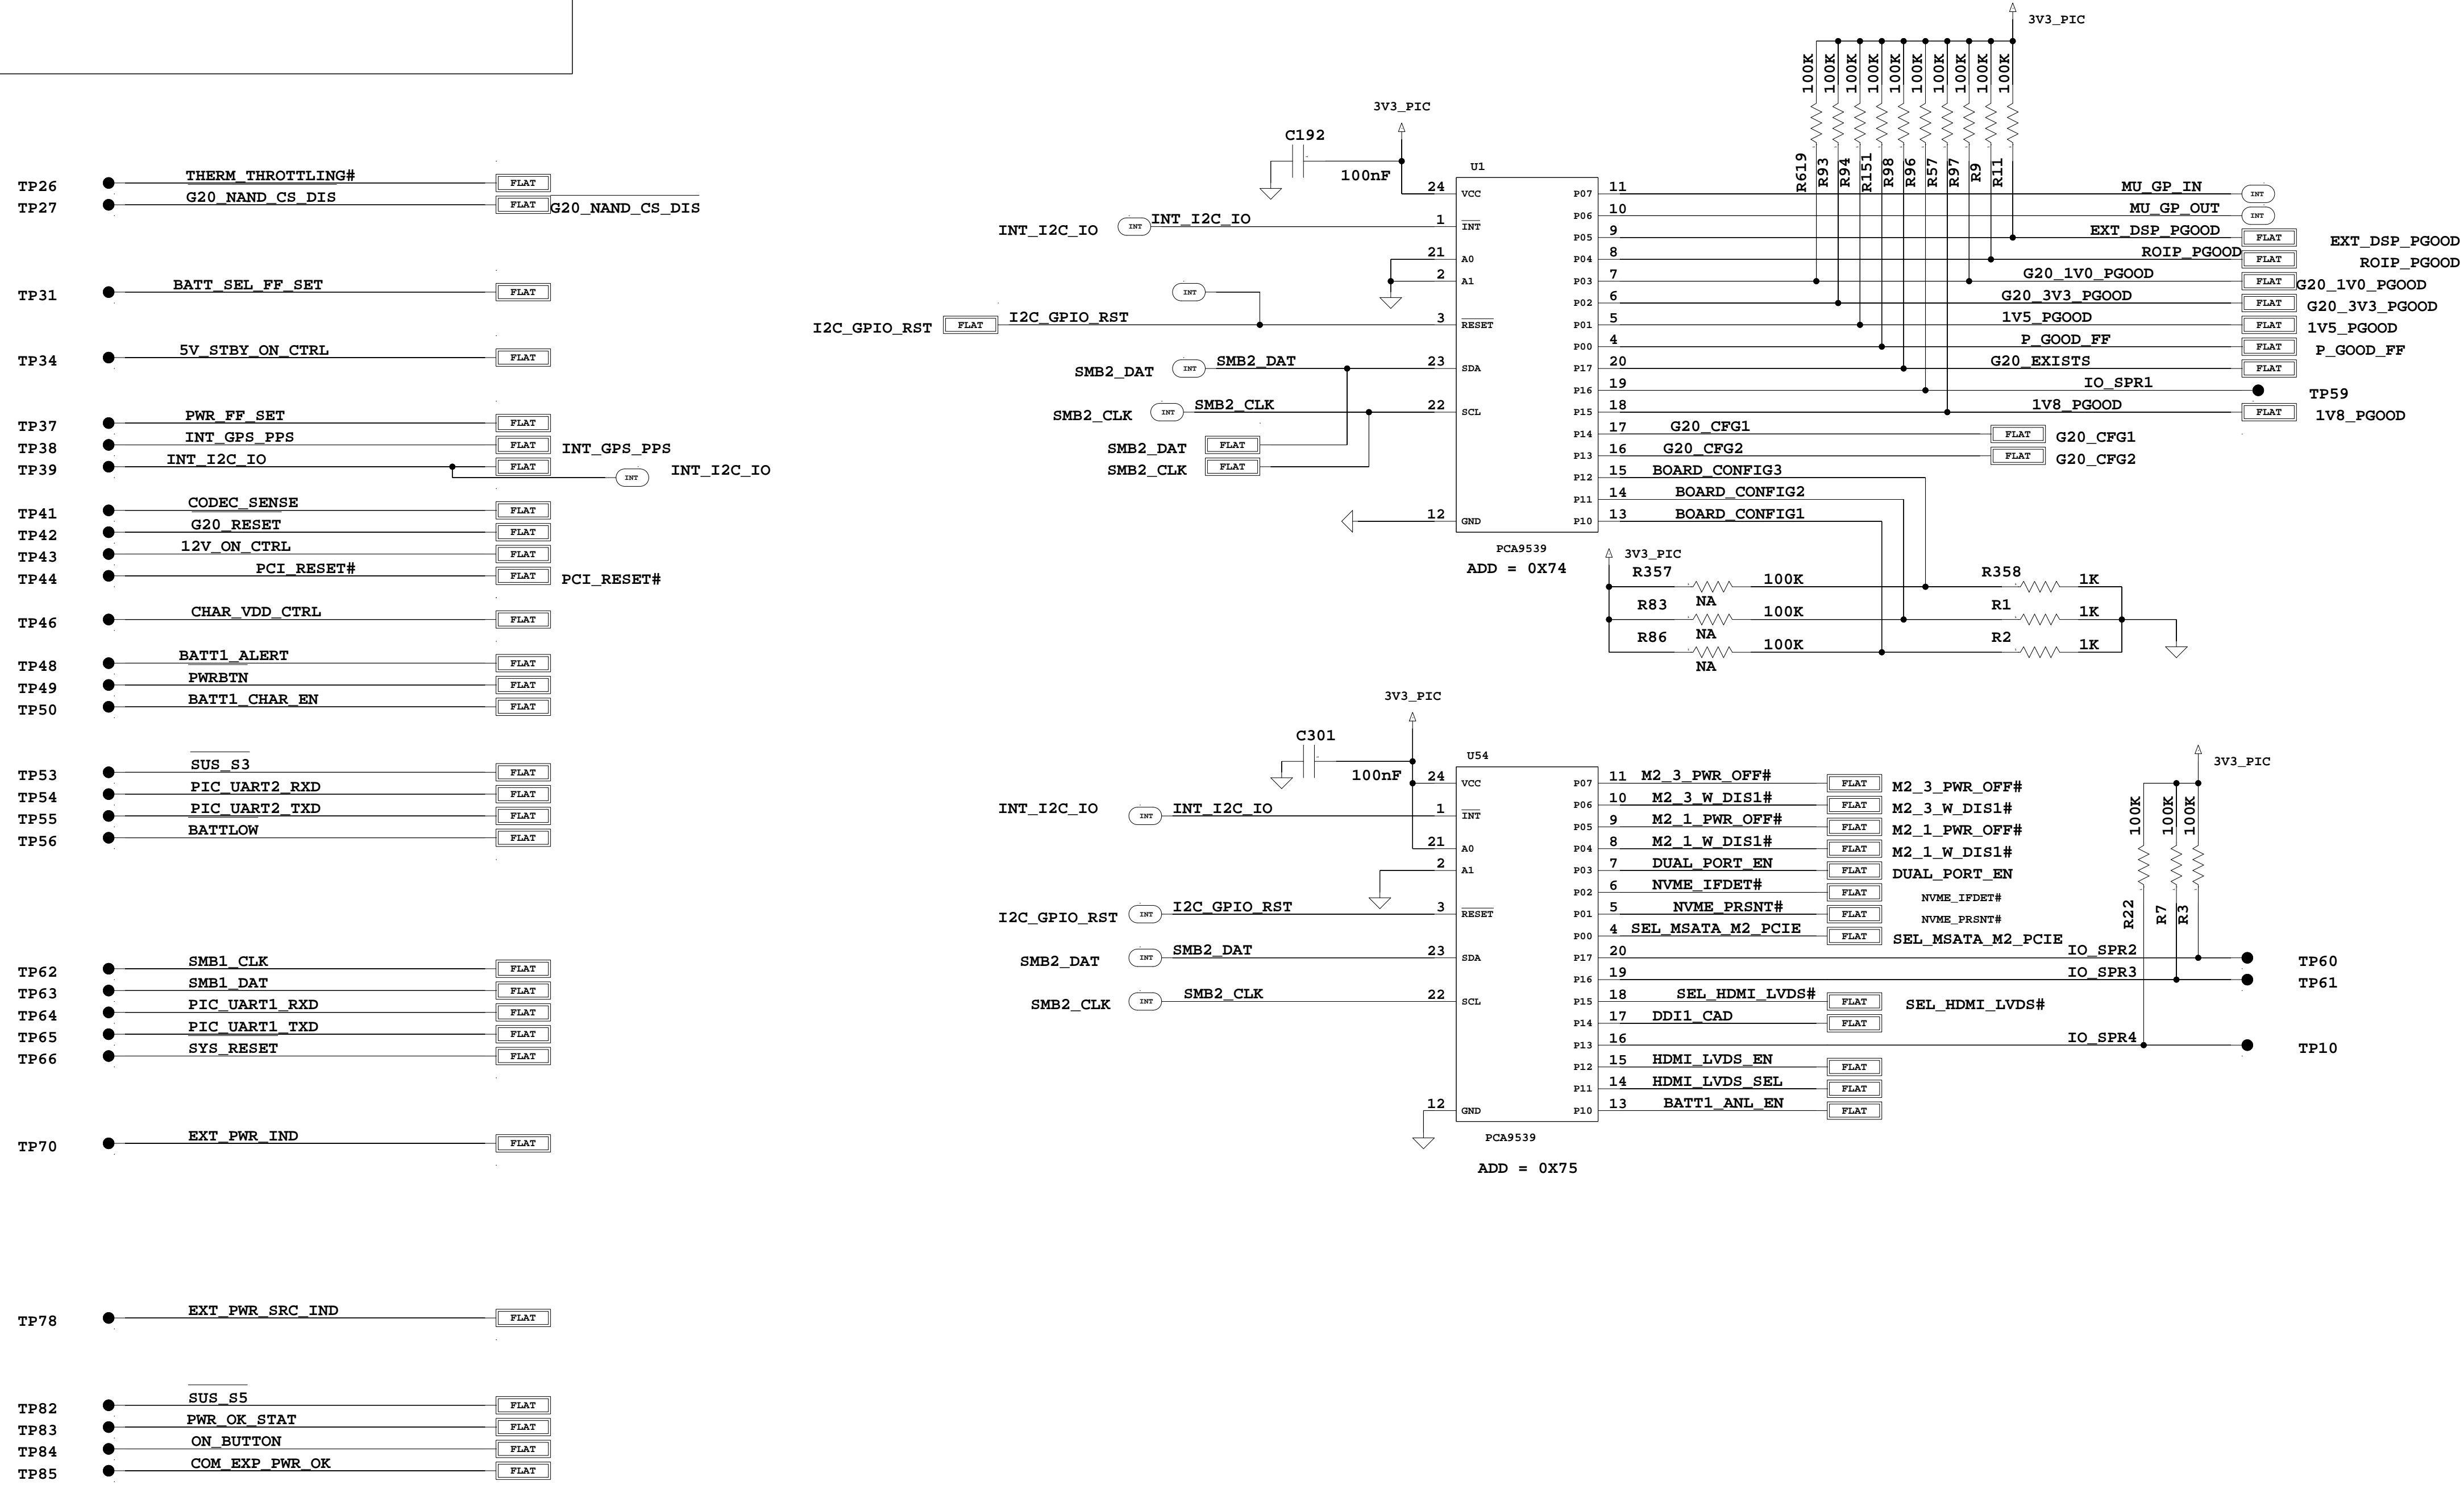 3V3_PIC
100K 100K 100K 100K 100K 100K 100K 100K 100K 100K
R619 R93 R94 R151 R98 R96 R57 R97 R9 R11
TP26 THERM_THROTTLING# FLAT
TP27 G20_NAND_CS_DIS FLAT G20_NAND_CS_DIS
TP31 BATT_SEL_FF_SET FLAT
TP34 5V_STBY_ON_CTRL FLAT
TP37 PWR_FF_SET FLAT
TP38 INT_GPS_PPS FLAT INT_GPS_PPS
TP39 INT_I2C_IO FLAT
INT INT_I2C_IO
TP41 CODEC_SENSE FLAT
TP42 G20_RESET FLAT
TP43 12V_ON_CTRL FLAT
TP44 PCI_RESET# FLAT PCI_RESET#
TP46 CHAR_VDD_CTRL FLAT
TP48 BATT1_ALERT FLAT
TP49 PWRBTN FLAT
TP50 BATT1_CHAR_EN FLAT
TP53 SUS_S3 FLAT
TP54 PIC_UART2_RXD FLAT
TP55 PIC_UART2_TXD FLAT
TP56 BATTLOW FLAT
TP62 SMB1_CLK FLAT
TP63 SMB1_DAT FLAT
TP64 PIC_UART1_RXD FLAT
TP65 PIC_UART1_TXD FLAT
TP66 SYS_RESET FLAT
TP70 EXT_PWR_IND FLAT
TP78 EXT_PWR_SRC_IND FLAT
TP82 SUS_S5 FLAT
TP83 PWR_OK_STAT FLAT
TP84 ON_BUTTON FLAT
TP85 COM_EXP_PWR_OK FLAT
3V3_PIC
C192
100nF
U1
24 VCC
INT_I2C_IO INT INT_I2C_IO 1 INT
21 A0
2 A1
INT
I2C_GPIO_RST FLAT I2C_GPIO_RST 3 RESET
SMB2_DAT INT SMB2_DAT 23 SDA
SMB2_CLK INT SMB2_CLK 22 SCL
SMB2_DAT FLAT
SMB2_CLK FLAT
12 GND
P07 11 MU_GP_IN INT
P06 10 MU_GP_OUT INT
P05 9 EXT_DSP_PGOOD FLAT EXT_DSP_PGOOD
P04 8 ROIP_PGOOD FLAT ROIP_PGOOD
P03 7 G20_1V0_PGOOD FLAT G20_1V0_PGOOD
P02 6 G20_3V3_PGOOD FLAT G20_3V3_PGOOD
P01 5 1V5_PGOOD FLAT 1V5_PGOOD
P00 4 P_GOOD_FF FLAT P_GOOD_FF
P17 20 G20_EXISTS FLAT
P16 19 IO_SPR1 TP59
P15 18 1V8_PGOOD FLAT 1V8_PGOOD
P14 17 G20_CFG1 FLAT G20_CFG1
P13 16 G20_CFG2 FLAT G20_CFG2
P12 15 BOARD_CONFIG3
P11 14 BOARD_CONFIG2
P10 13 BOARD_CONFIG1
PCA9539
ADD = 0X74
3V3_PIC
R357 NA 100K R358 1K
R83 NA 100K R1 1K
R86 NA 100K R2 1K
3V3_PIC
C301
100nF
U54
24 VCC
INT_I2C_IO INT INT_I2C_IO 1 INT
21 A0
2 A1
I2C_GPIO_RST INT I2C_GPIO_RST 3 RESET
SMB2_DAT INT SMB2_DAT 23 SDA
SMB2_CLK INT SMB2_CLK 22 SCL
12 GND
P07 11 M2_3_PWR_OFF# FLAT M2_3_PWR_OFF#
P06 10 M2_3_W_DIS1# FLAT M2_3_W_DIS1#
P05 9 M2_1_PWR_OFF# FLAT M2_1_PWR_OFF#
P04 8 M2_1_W_DIS1# FLAT M2_1_W_DIS1#
P03 7 DUAL_PORT_EN FLAT DUAL_PORT_EN
P02 6 NVME_IFDET# FLAT NVME_IFDET#
P01 5 NVME_PRSNT# FLAT NVME_PRSNT#
P00 4 SEL_MSATA_M2_PCIE FLAT SEL_MSATA_M2_PCIE
P17 20 IO_SPR2 TP60
P16 19 IO_SPR3 TP61
P15 18 SEL_HDMI_LVDS# FLAT SEL_HDMI_LVDS#
P14 17 DDI1_CAD FLAT
P13 16 IO_SPR4 TP10
P12 15 HDMI_LVDS_EN FLAT
P11 14 HDMI_LVDS_SEL FLAT
P10 13 BATT1_ANL_EN FLAT
PCA9539
ADD = 0X75
3V3_PIC
100K 100K 100K
R22 R7 R3